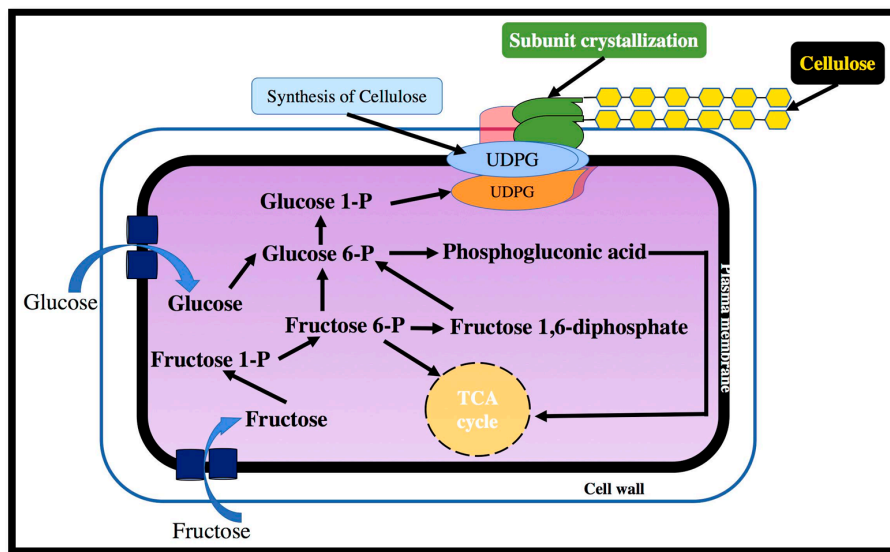 Subunit crystallization
Cellulose
Synthesis of Cellulose
UDPG
UDPG
Glucose 1-P
Glucose 6-P
Phosphogluconic acid
Glucose
Glucose
Fructose 6-P
Fructose 1,6-diphosphate
Plasma membrane
Fructose 1-P
TCA
cycle
Fructose
Cell wall
Fructose